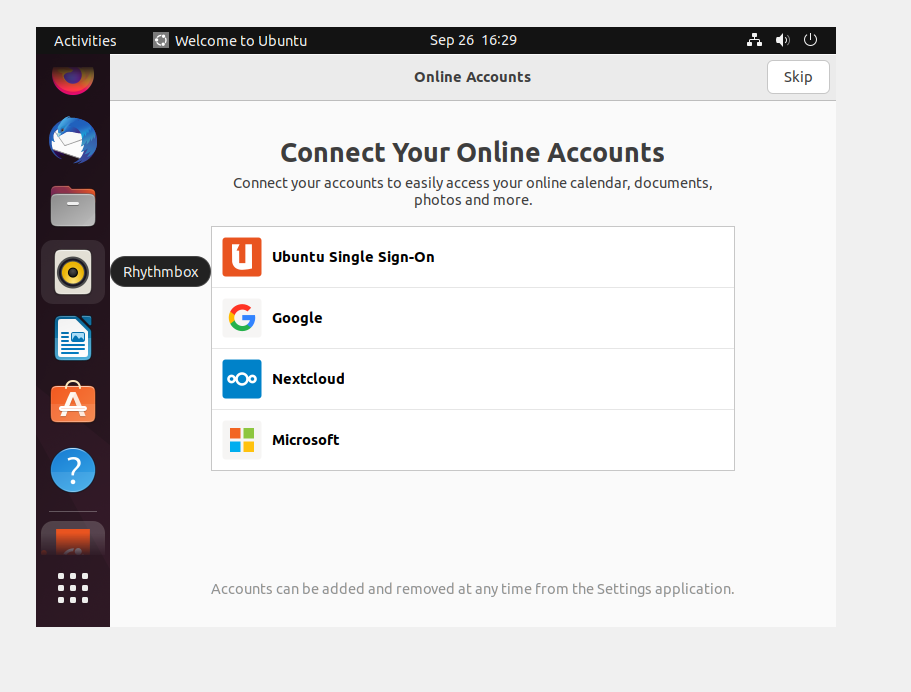 Activities
Welcome to Ubuntu
Sep 26 16:29
Online Accounts
Skip
Connect Your Online Accounts
Connect your accounts to easily access your online calendar, documents,
photos and more.
Ubuntu Single Sign-On
Rhythmbox
Google
Nextcloud
Microsoft
?
Accounts can be added and removed at any time from the Settings application.